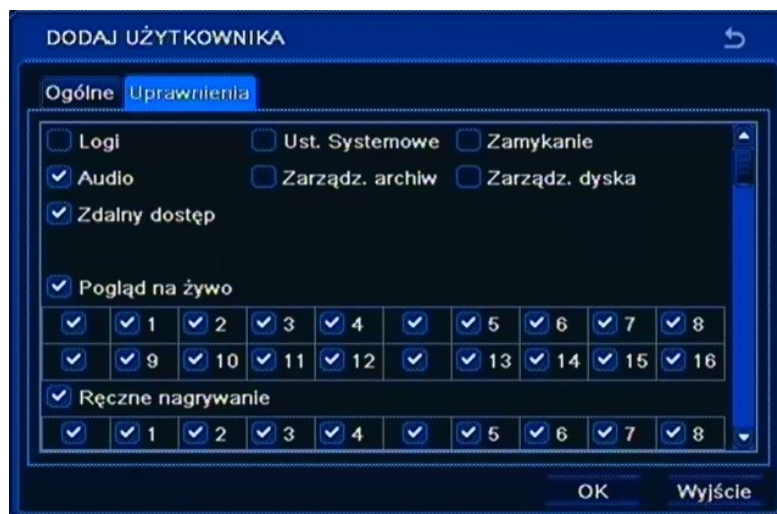 DODAJ UŻYTKOWNIKA
Ogólne Uprawnienia
Logi Ust. Systemowe Zamykanie
Audio Zarządz. archiw Zarządz. dyska
Zdalny dostęp
Pogląd na żywo
1 2 3 4 5 6 7 8
9 10 11 12 13 14 15 16
Ręczne nagrywanie
1 2 3 4 5 6 7 8
OK Wyjście